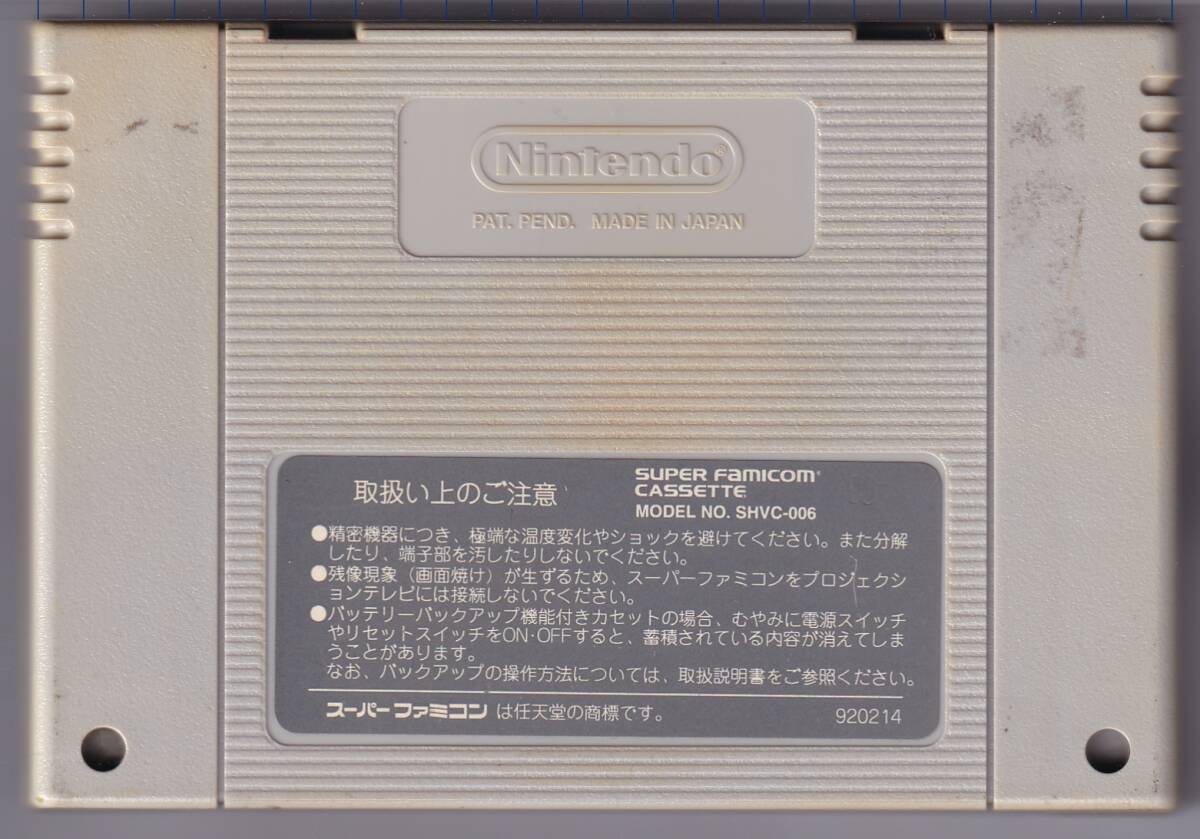 Nintendo®
PAT. PEND. MADE IN JAPAN
取扱い上のご注意
SUPER FAMICOM
CASSETTE
MODEL NO. SHVC-006
●精密機器につき、極端な温度変化やショックを避けてください。また分解
したり、端子部を汚したりしないでください。
●残像現象（画面焼け）が生ずるため、スーパーファミコンをプロジェクシ
ョンテレビには接続しないでください。
●バッテリーバックアップ機能付きカセットの場合、むやみに電源スイッチ
やリセットスイッチをON・OFFすると、蓄積されている内容が消えてしま
うことがあります。
なお、バックアップの操作方法については、取扱説明書をご参照ください。
スーパーファミコン は任天堂の商標です。
920214